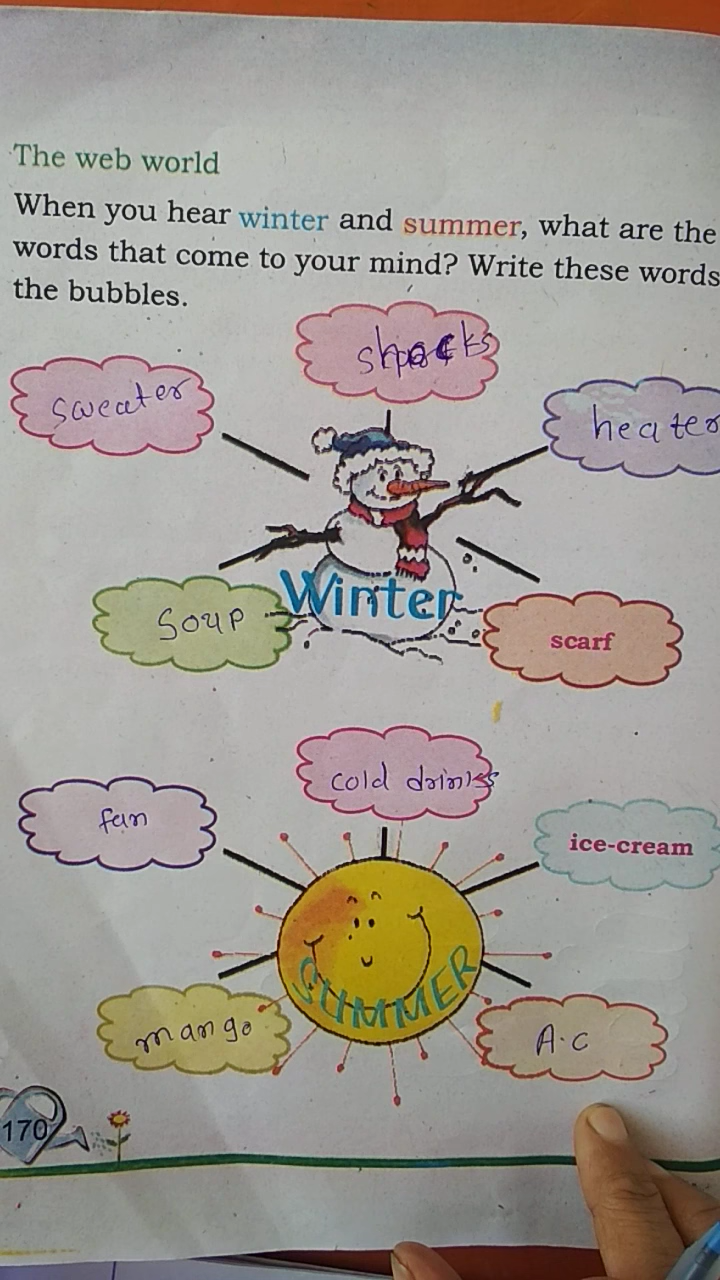 The web world
When you hear winter and summer, what are the
words that come to your mind? Write these words
the bubbles.
sweater
heater
Winter
soup
scarf
cold drinks
fan
ice-cream
SUMMER
mango
A.C
170